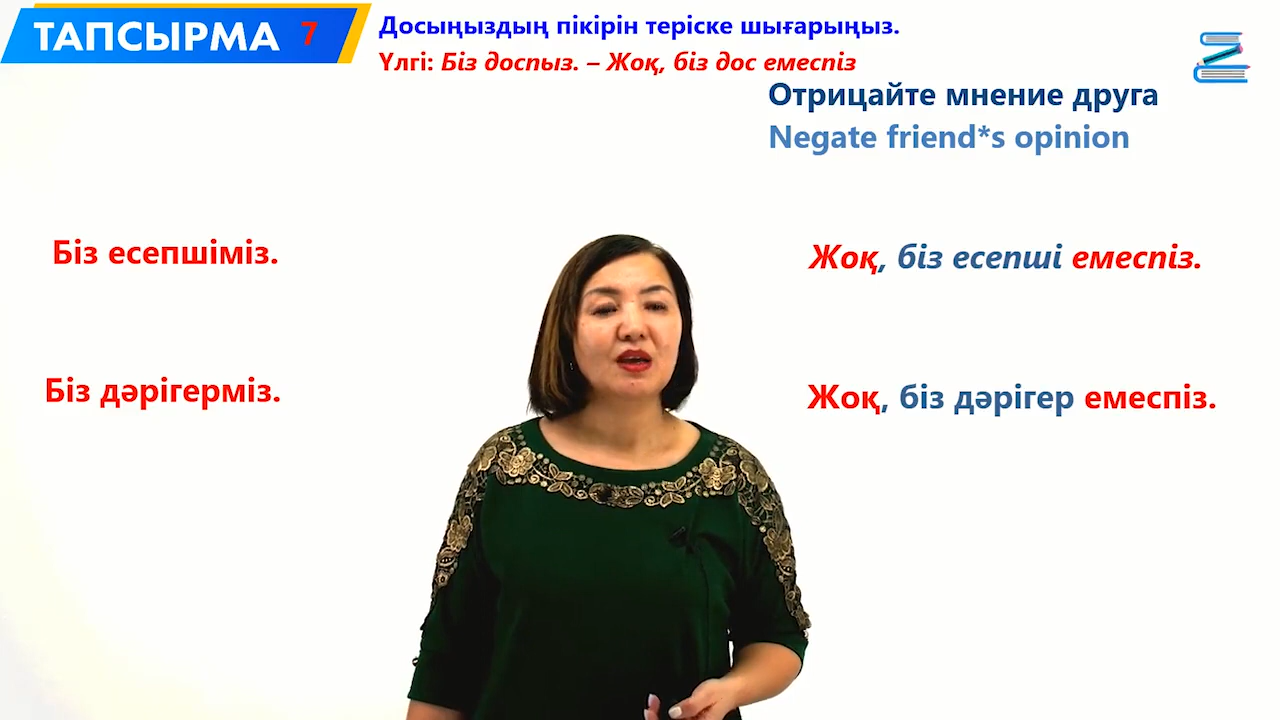 ТАПСЫРМА 7
Досыңыздың пікірін теріске шығарыңыз.
Үлгі: Біз доспыз. – Жоқ, біз дос емеспіз
Отрицайте мнение друга
Negate friend*s opinion
Біз есепшіміз.
Жоқ, біз есепші емеспіз.
Біз дәрігерміз.
Жоқ, біз дәрігер емеспіз.